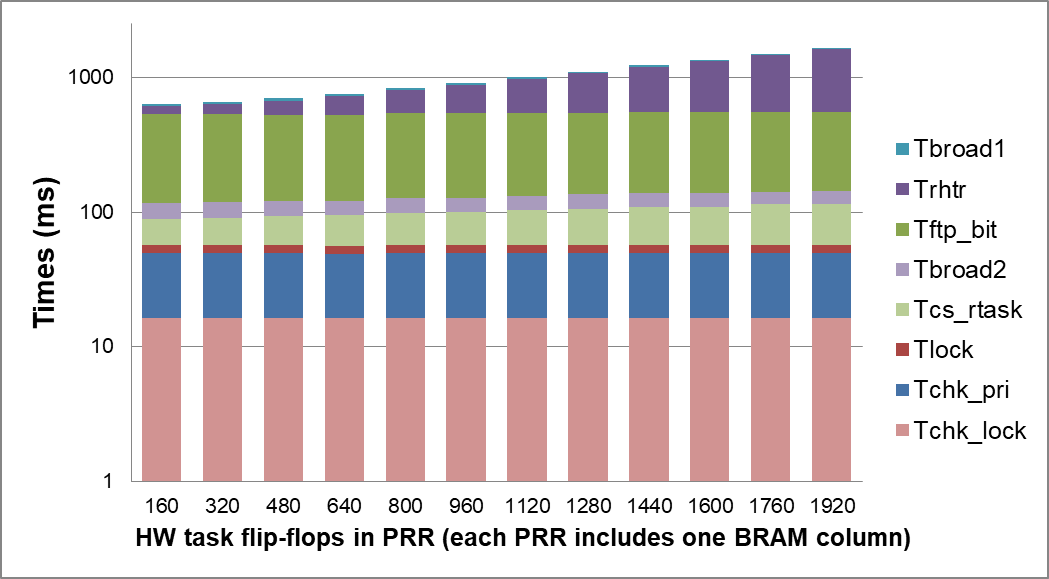 Times (ms)
1000
100
10
1
160 320 480 640 800 960 1120 1280 1440 1600 1760 1920
HW task flip-flops in PRR (each PRR includes one BRAM column)
Tbroad1
Trhtr
Tftp_bit
Tbroad2
Tcs_rtask
Tlock
Tchk_pri
Tchk_lock